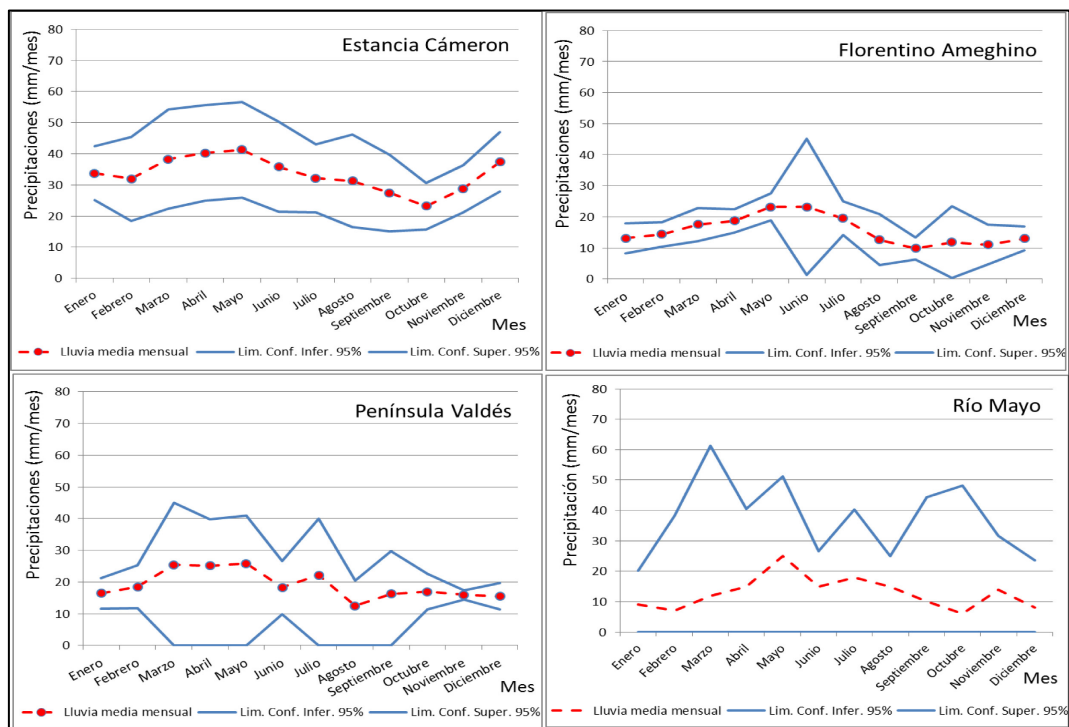 Estancia Cámeron
Precipitaciones (mm/mes)
80
70
60
50
40
30
20
10
0
Enero
Febrero
Marzo
Abril
Mayo
Junio
Julio
Agosto
Septiembre
Octubre
Noviembre
Diciembre
Mes
Lluvia media mensual Lim. Conf. Infer. 95% Lim. Conf. Super. 95%
Florentino Ameghino
Precipitaciones (mm/mes)
80
70
60
50
40
30
20
10
0
Enero
Febrero
Marzo
Abril
Mayo
Junio
Julio
Agosto
Septiembre
Octubre
Noviembre
Diciembre
Mes
Lluvia media mensual Lim. Conf. Infer. 95% Lim. Conf. Super. 95%
Península Valdés
Precipitaciones (mm/mes)
80
70
60
50
40
30
20
10
0
Enero
Febrero
Marzo
Abril
Mayo
Junio
Julio
Agosto
Septiembre
Octubre
Noviembre
Diciembre
Mes
Lluvia media mensual Lim. Conf. Infer. 95% Lim. Conf. Super. 95%
Río Mayo
Precipitación (mm/mes)
80
70
60
50
40
30
20
10
0
Enero
Febrero
Marzo
Abril
Mayo
Junio
Julio
Agosto
Septiembre
Octubre
Noviembre
Diciembre
Mes
Lluvia media mensual Lim. Conf. Infer. 95% Lim. Conf. Super. 95%